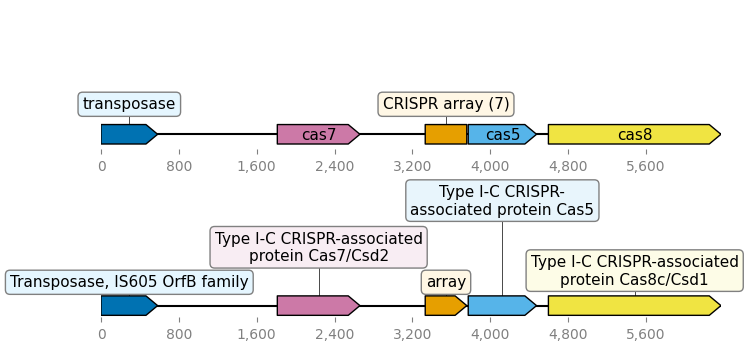 transposase
CRISPR array (7)
cas7
cas5
cas8
0
800
1,600
2,400
3,200
4,000
4,800
5,600
Type I-C CRISPR-
associated protein Cas5
Type I-C CRISPR-associated
protein Cas7/Csd2
Type I-C CRISPR-associated
protein Cas8c/Csd1
Transposase, IS605 OrfB family
array
0
800
1,600
2,400
3,200
4,000
4,800
5,600